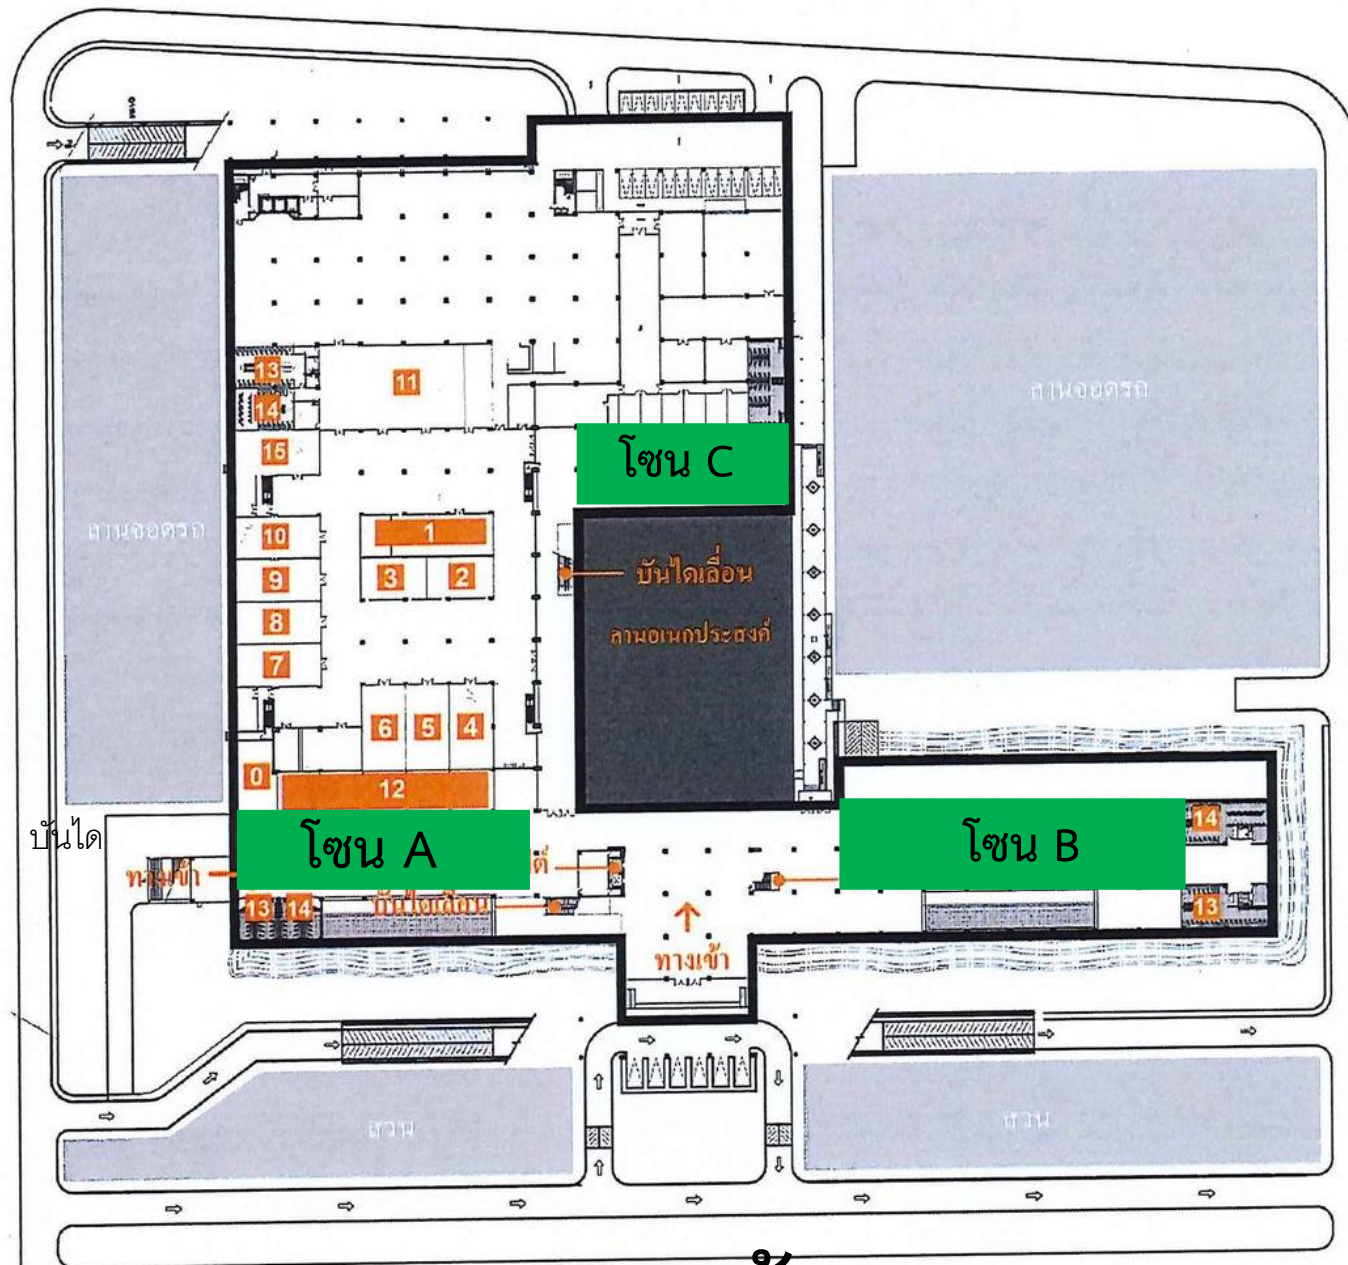 13
11
14
15
โซน C
ลานจอดรถ
ลานจอดรถ
10
1
9
3
2
บันไดเลื่อน
8
ลานอเนกประสงค์
7
6
5
4
0
12
บันได
โซน A
โซน B
14
ทางเข้า
13
14
บันไดเลื่อน
13
ทางเข้า
สวน
สวน